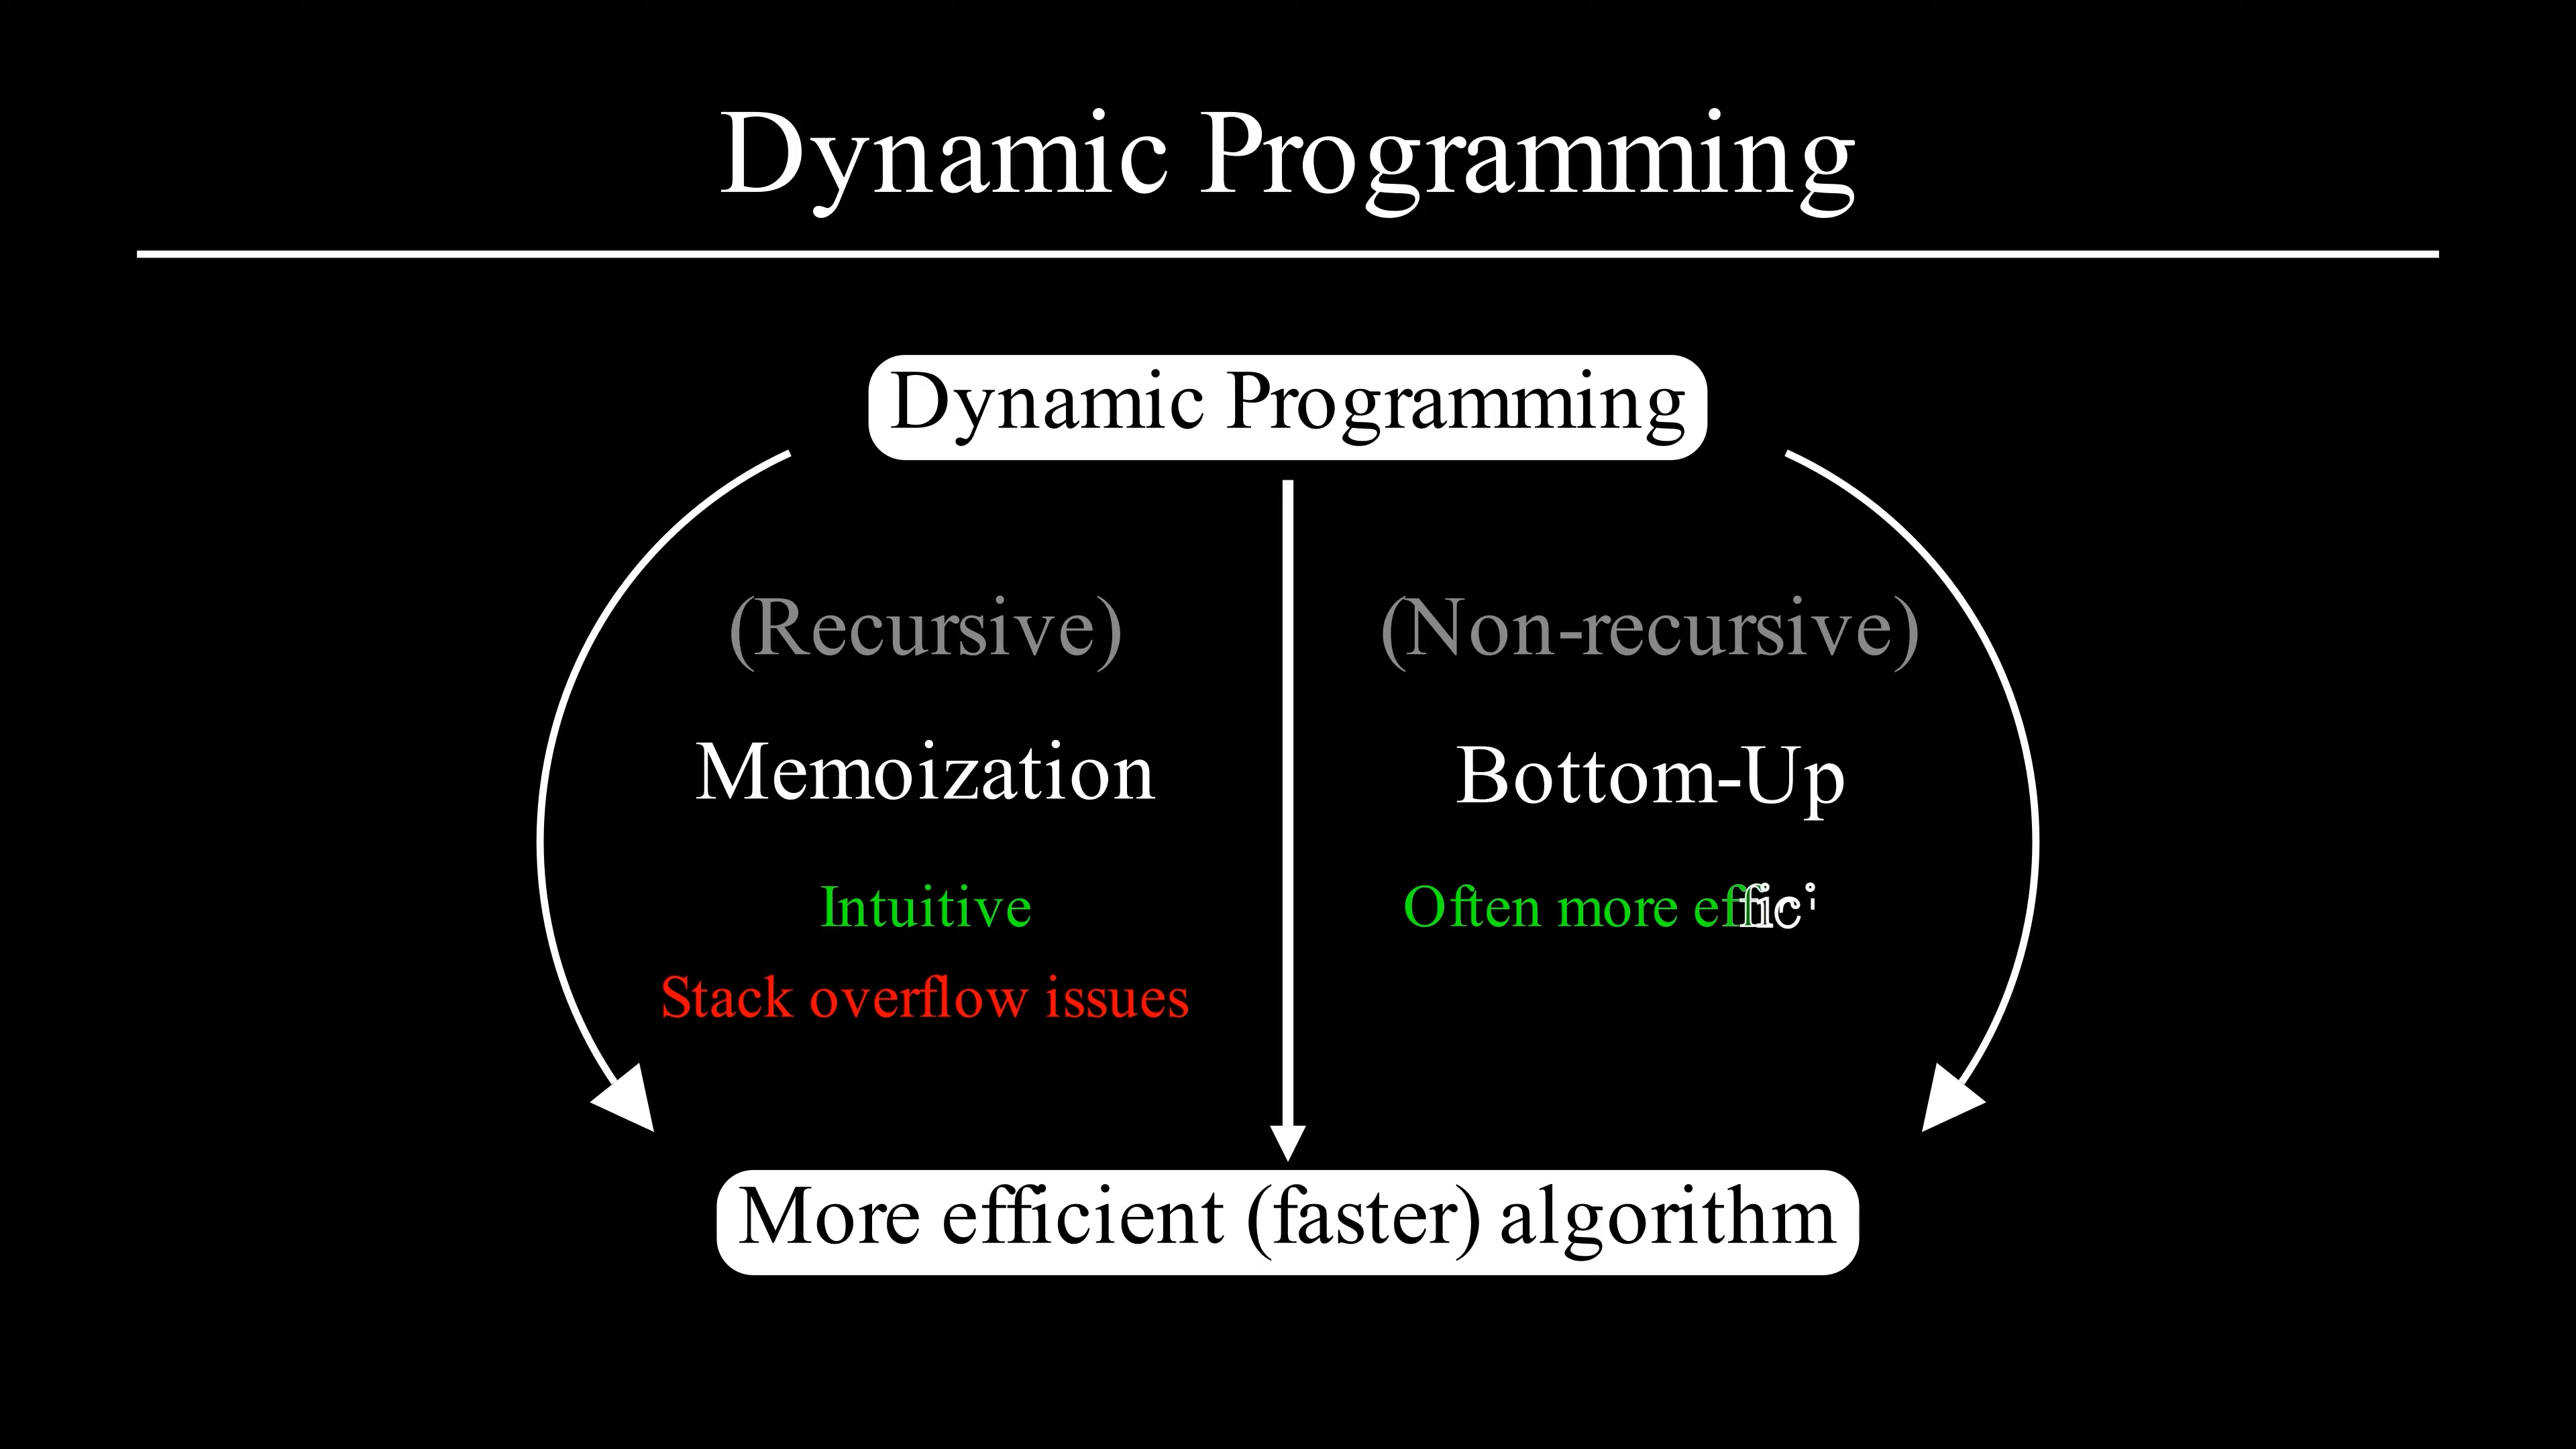 Dynamic Programming
Dynamic Programming
(Recursive)
(Non-recursive)
Memoization
Bottom-Up
Intuitive
Often more effici
Stack overflow issues
More efficient (faster) algorithm